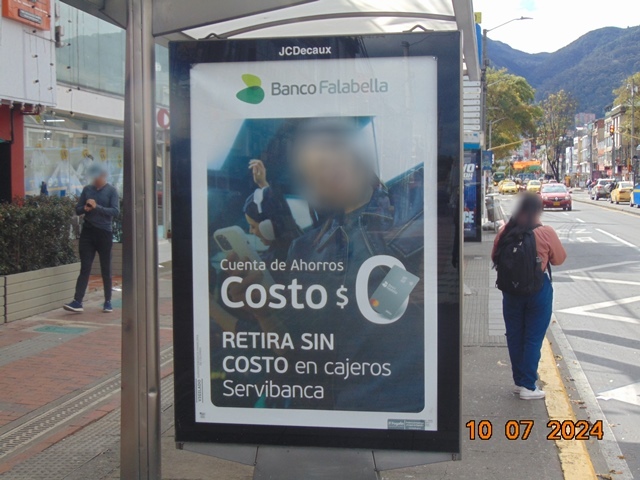 JCDecaux
Banco Falabella
Cuenta de Ahorros
Costo $ 0
RETIRA SIN
COSTO en cajeros
Servibanca
10 07 2024